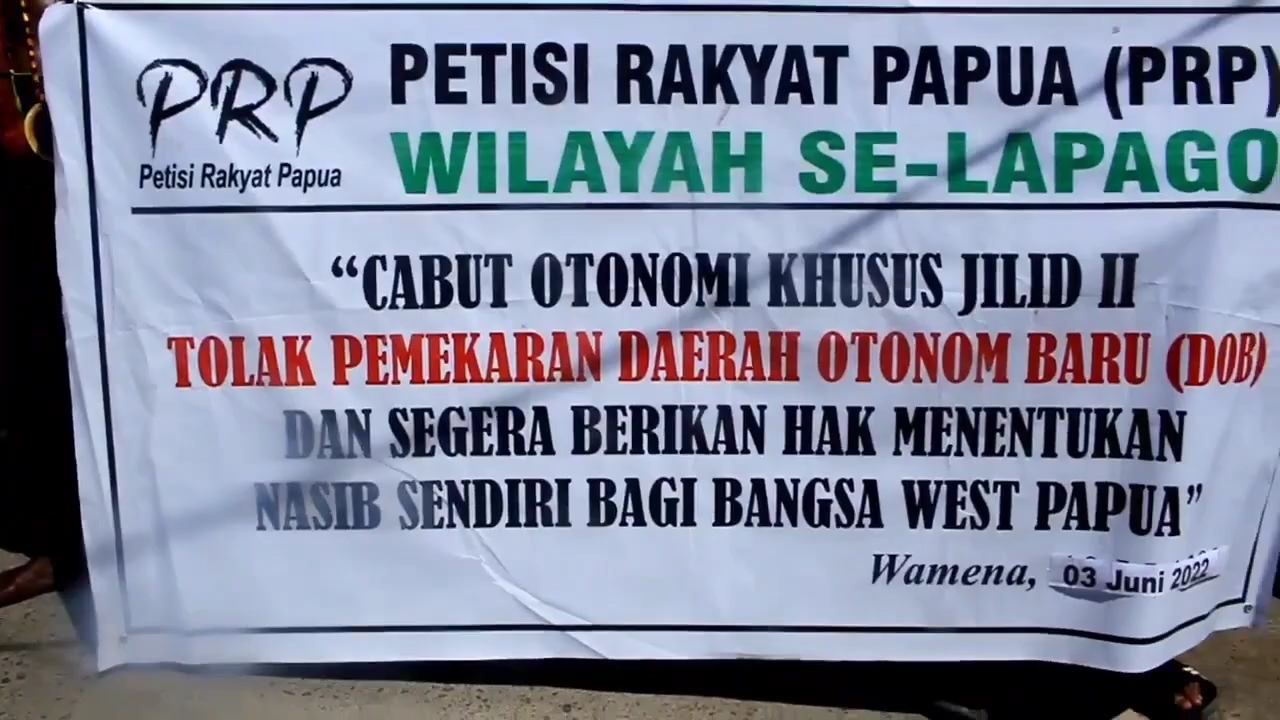 PRP
Petisi Rakyat Papua
PETISI RAKYAT PAPUA (PRP)
WILAYAH SE-LAPAGO
“CABUT OTONOMI KHUSUS JILID II
TOLAK PEMEKARAN DAERAH OTONOM BARU (DOB)
DAN SEGERA BERIKAN HAK MENENTUKAN
NASIB SENDIRI BAGI BANGSA WEST PAPUA”
Wamena, 03 Juni 2022